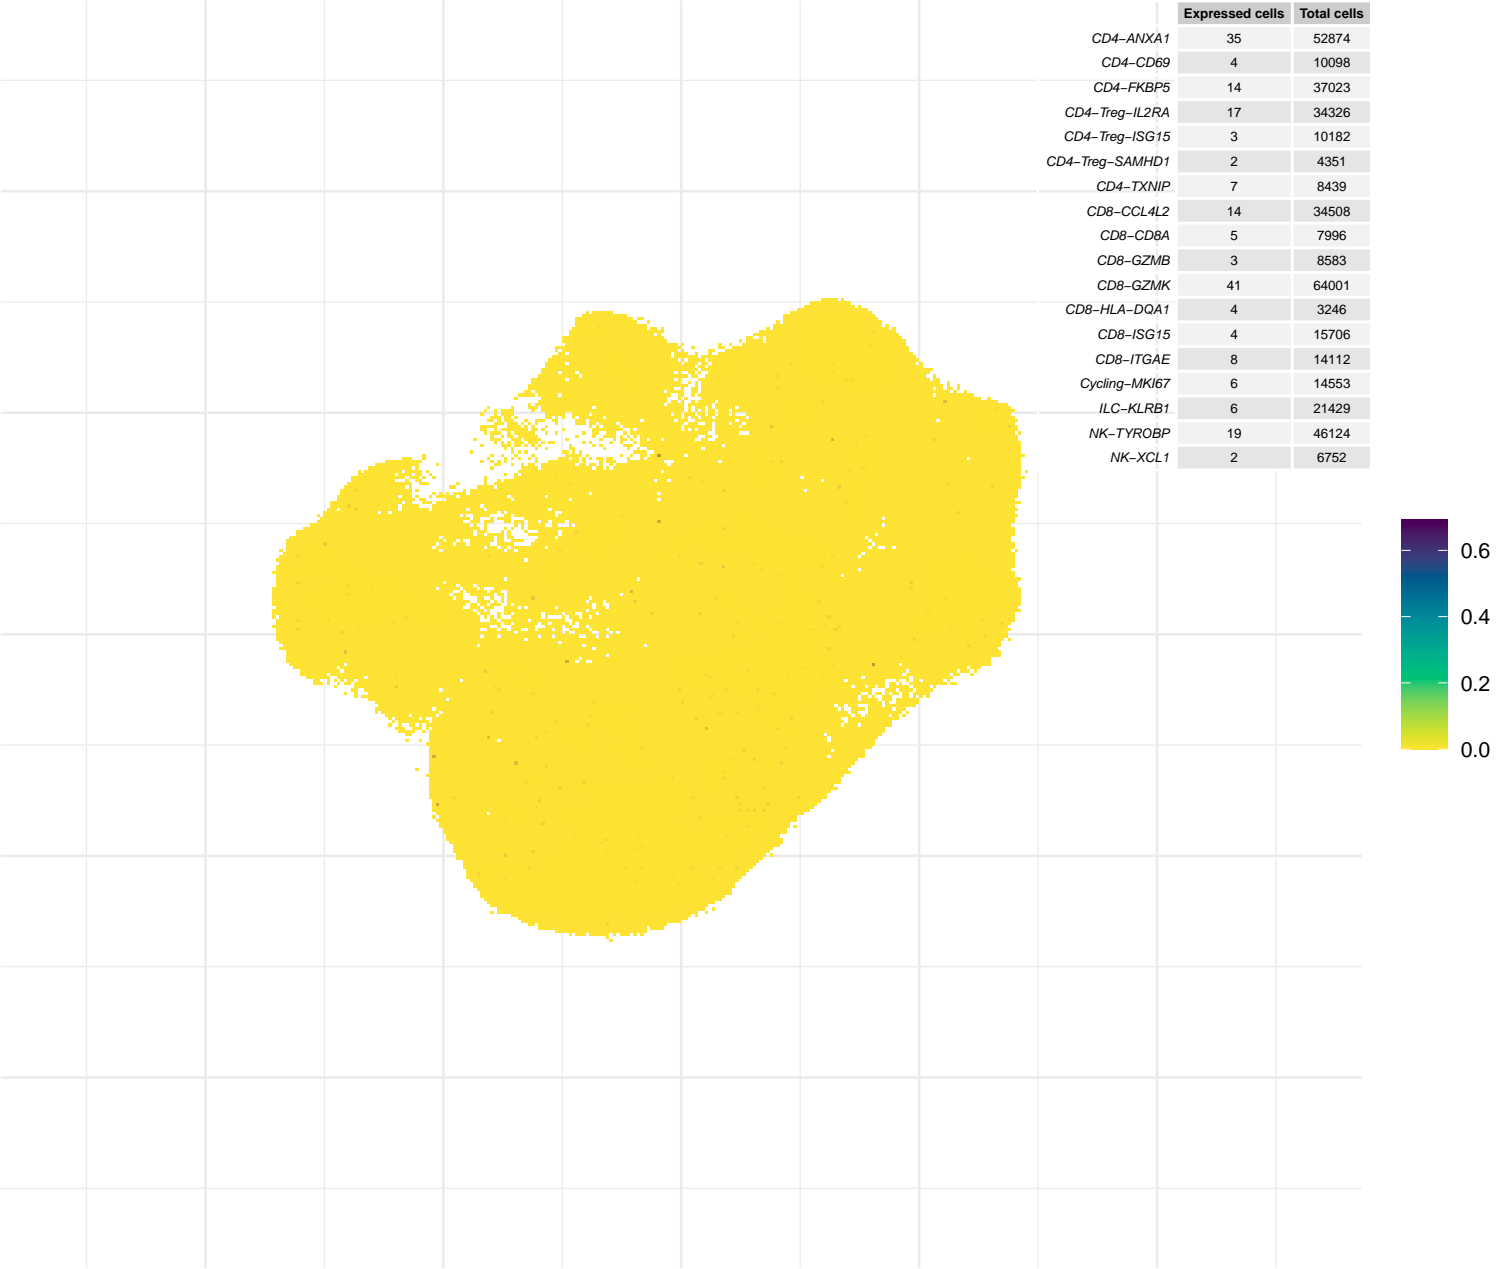 Expressed cells Total cells
CD4−ANXA1 35 52874
CD4−CD69 4 10098
CD4−FKBP5 14 37023
CD4−Treg−IL2RA 17 34326
CD4−Treg−ISG15 3 10182
CD4−Treg−SAMHD1 2 4351
CD4−TXNIP 7 8439
CD8−CCL4L2 14 34508
CD8−CD8A 5 7996
CD8−GZMB 3 8583
CD8−GZMK 41 64001
CD8−HLA−DQA1 4 3246
CD8−ISG15 4 15706
CD8−ITGAE 8 14112
Cycling−MKI67 6 14553
ILC−KLRB1 6 21429
NK−TYROBP 19 46124
NK−XCL1 2 6752
0.6
0.4
0.2
0.0